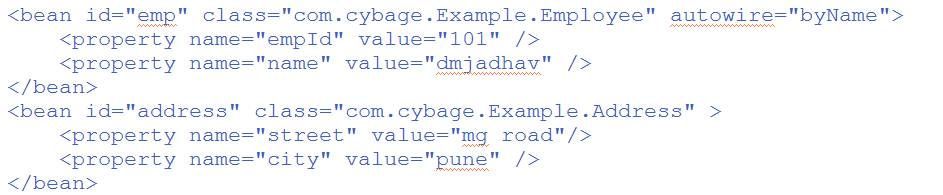 <bean id="emp" class="com.cybage.Example.Employee" autowire="byName">
<property name="empId" value="101" />
<property name="name" value="dmjadhav" />
</bean>
<bean id="address" class="com.cybage.Example.Address" >
<property name="street" value="mg road"/>
<property name="city" value="pune" />
</bean>